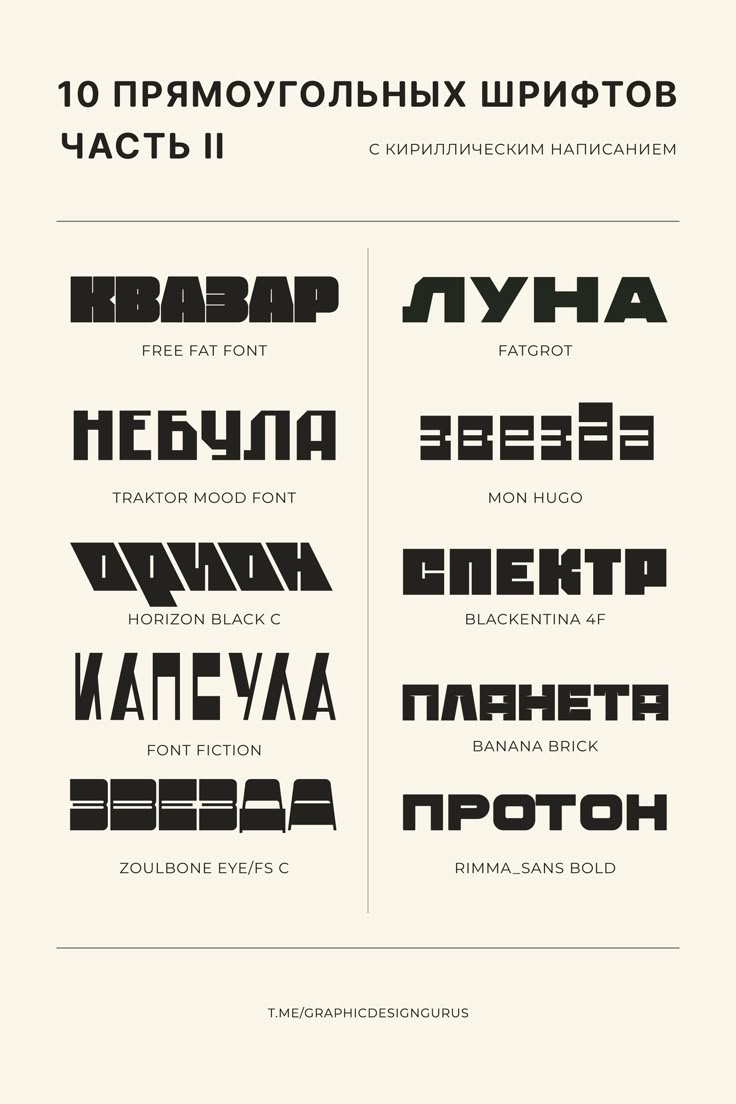 10 ПРЯМОУГОЛЬНЫХ ШРИФТОВ
ЧАСТЬ II
С КИРИЛЛИЧЕСКИМ НАПИСАНИЕМ
КВАЗАР
FREE FAT FONT
НЕБУЛА
TRAKTOR MOOD FONT
ОРИОН
HORIZON BLACK C
КАПСУЛА
FONT FICTION
ЗВЕЗДА
ZOULBONE EYE/FS C
ЛУНА
FATGROT
звезда
MON HUGO
СПЕКТР
BLACKENTINA 4F
ПЛАНЕТА
BANANA BRICK
ПРОТОН
RIMMA_SANS BOLD
T.ME/GRAPHICDESIGNGURUS